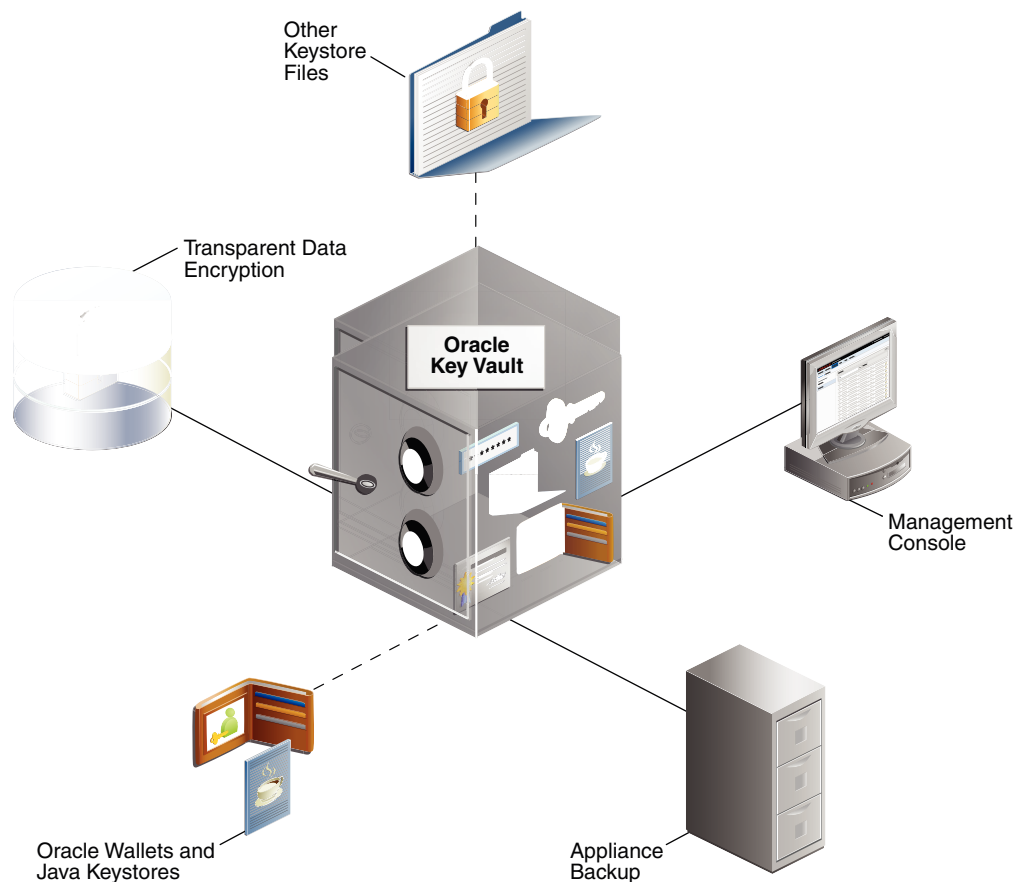 Other
Keystore
Files
Transparent Data
Encryption
Oracle
Key Vault
*******
Management
Console
Oracle Wallets and
Java Keystores
Appliance
Backup